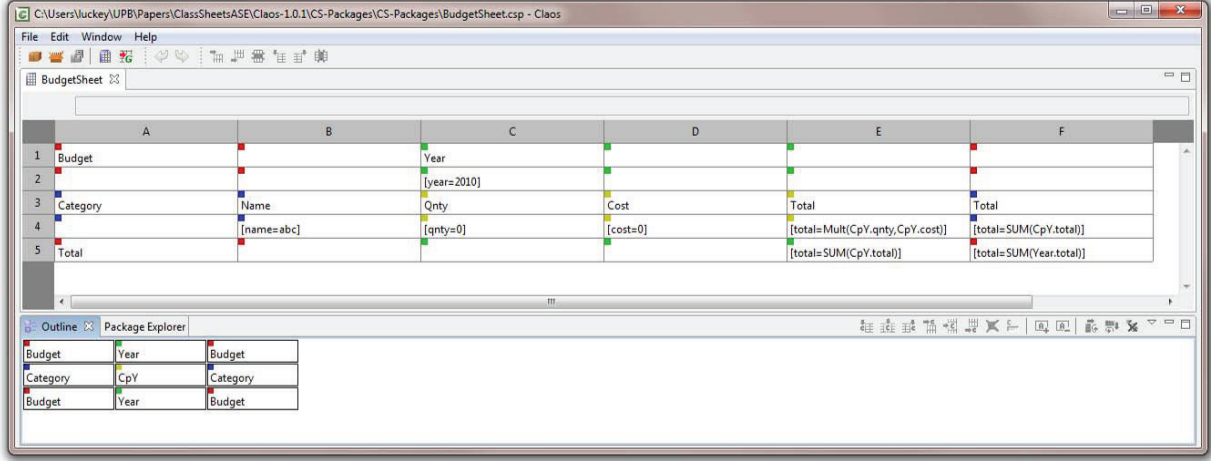 C:\Users\luckey\UPB\Papers\ClassSheetsASE\Claos-1.0.1\CS-Packages\CS-Packages\BudgetSheet.csp - Claos
File Edit Window Help
BudgetSheet
A B C D E F
1 Budget Year
2 [year=2010]
3 Category Name Qnty Cost Total Total
4 [name=abc] [qnty=0] [cost=0] [total=Mult(CpY.qnty,CpY.cost)] [total=SUM(CpY.total)]
5 Total [total=SUM(CpY.total)] [total=SUM(Year.total)]
Outline Package Explorer
Budget Year Budget
Category CpY Category
Budget Year Budget